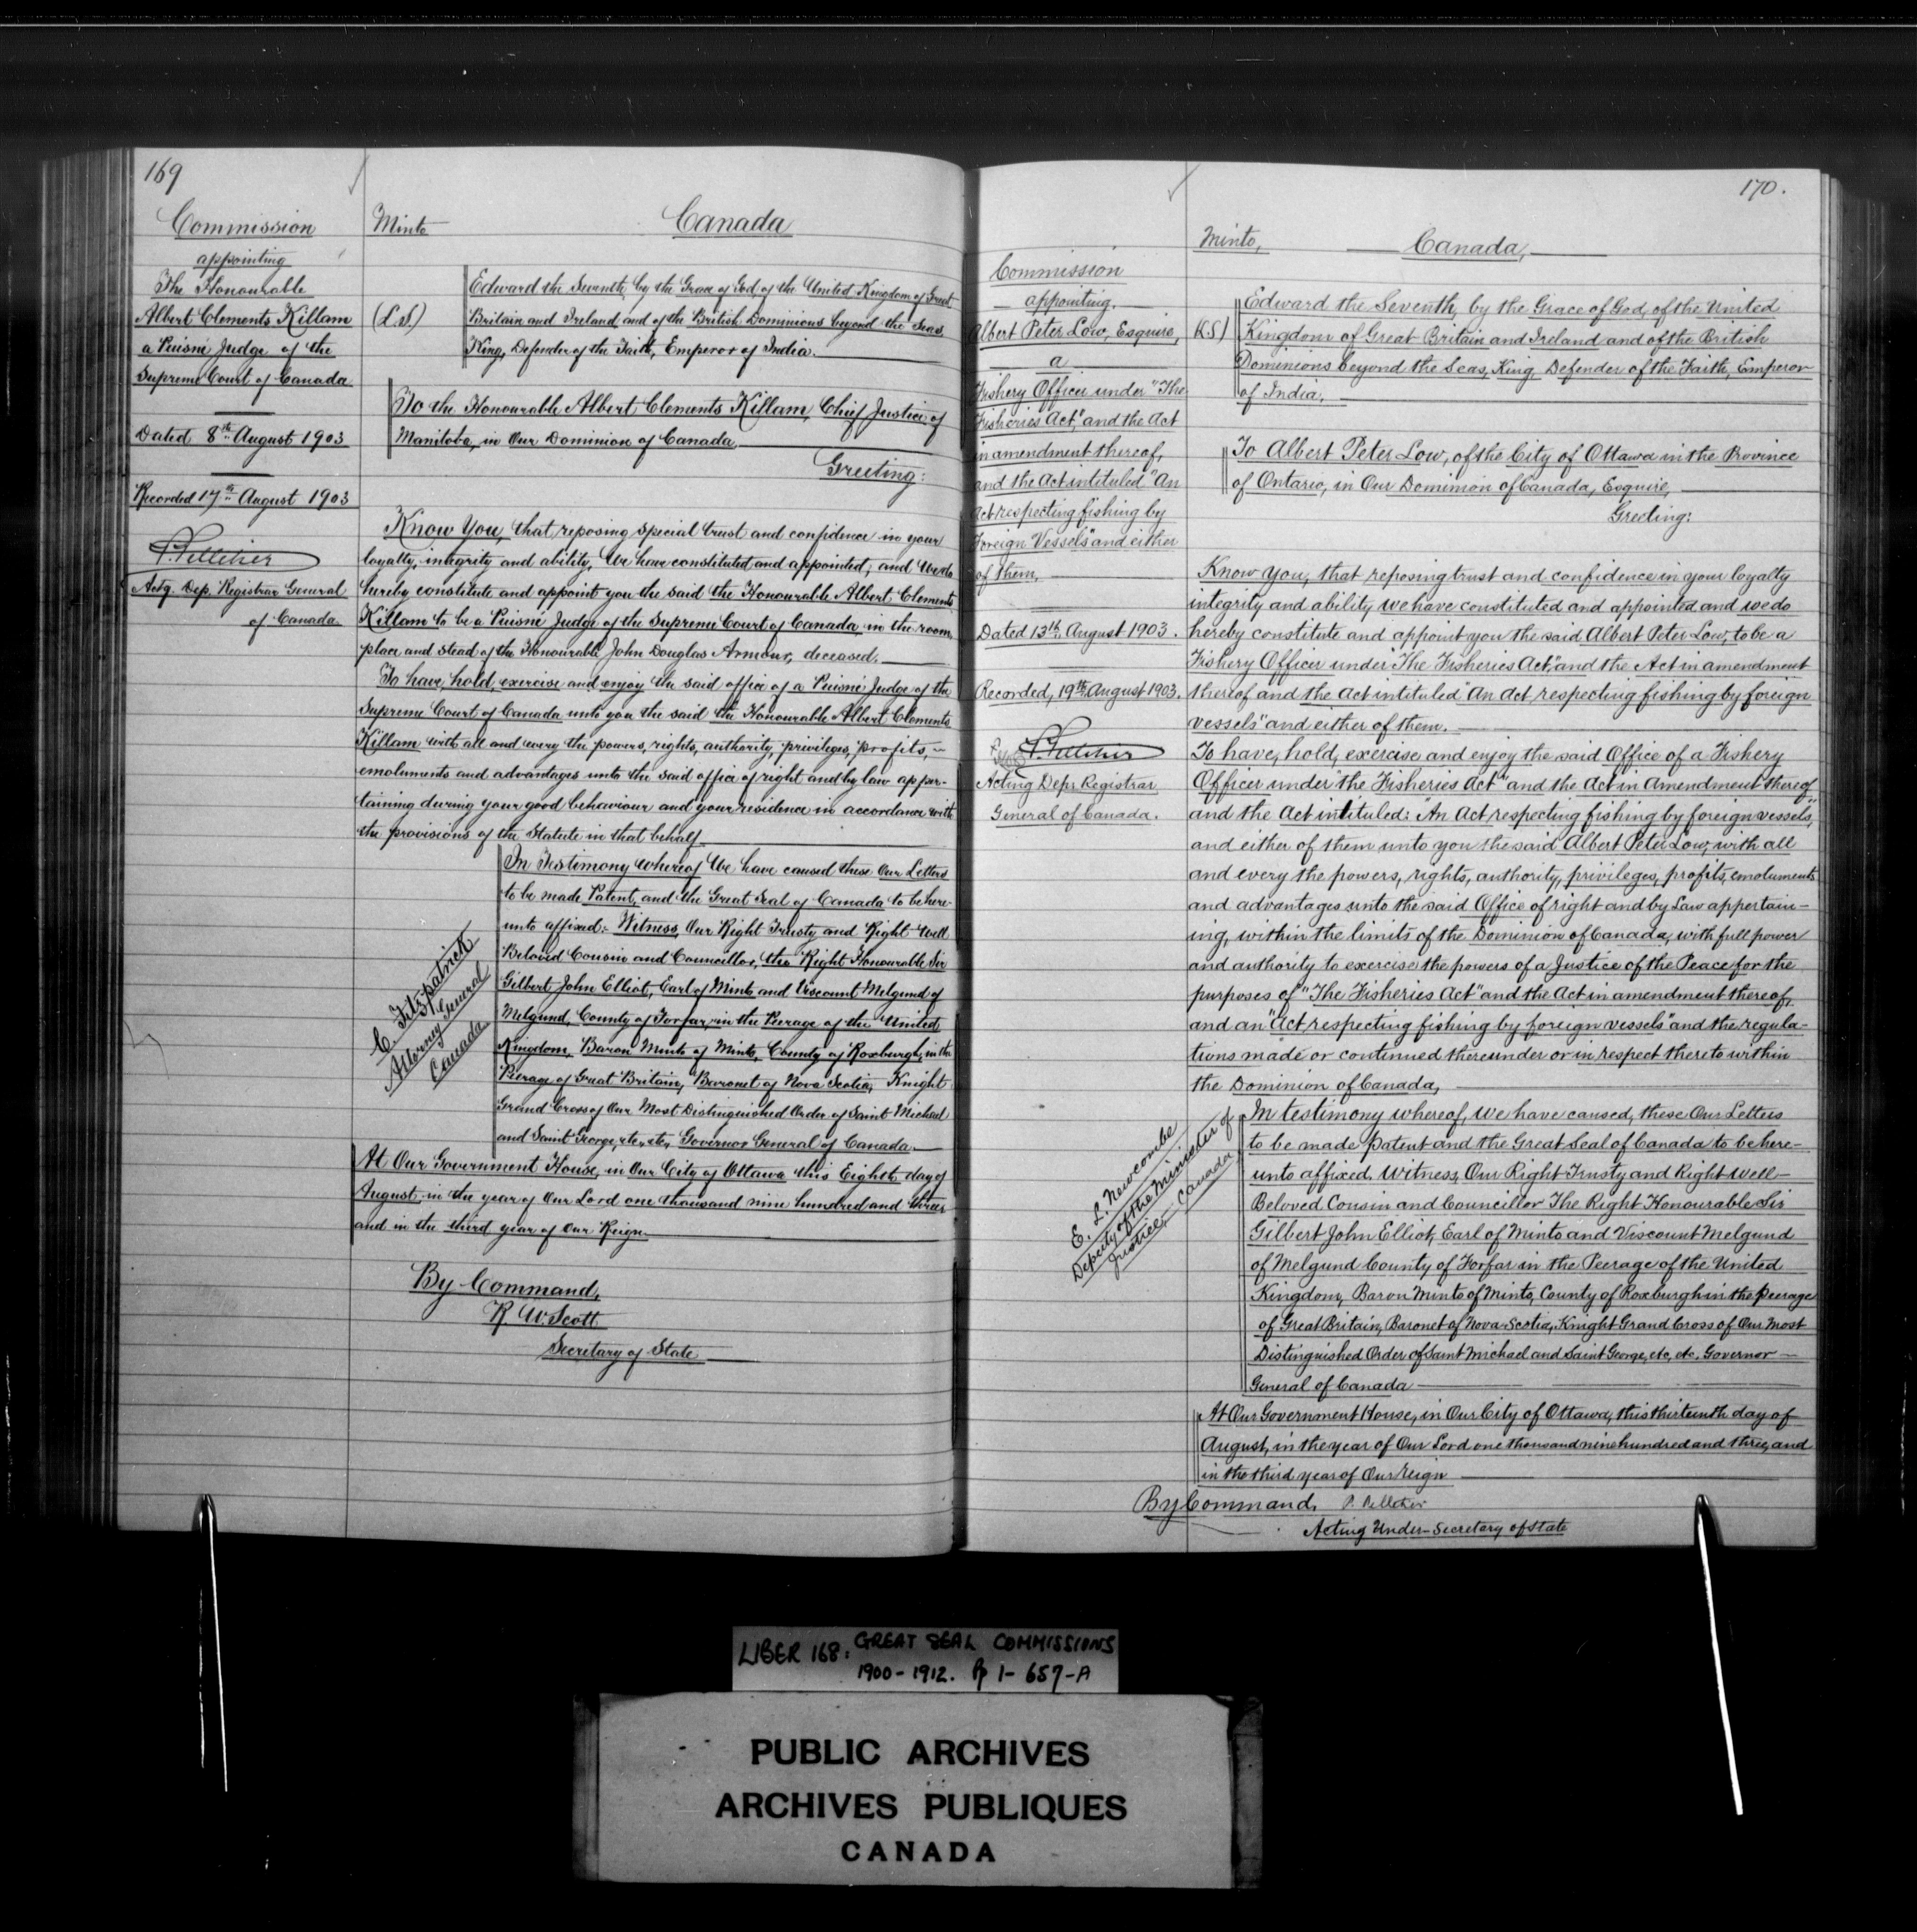 169
Commission
appointing
The Honourable
Albert Clements Killam
a Puisné Judge of the
Supreme Court of Canada
Dated 8th August 1903
Recorded 17th August 1903
P. Pelletier
Actg. Dep. Registrar General
of Canada.
Minto
Canada
(L.S)
Edward the Seventh, by the Grace of God, of the United Kingdom of Great
Britain and Ireland and of the British Dominions beyond the Seas
King, Defender of the Faith, Emperor of India.
To the Honourable Albert Clements Killam, Chief Justice of
Manitoba, in Our Dominion of Canada
Greeting:
Know You, that reposing special trust and confidence in your
loyalty, integrity and ability, We have constituted and appointed, and We do
hereby constitute and appoint you the said the Honourable Albert Clements
Killam to be a Puisné Judge of the Supreme Court of Canada in the room,
place and stead of the Honourable John Douglas Armour, deceased.
To have, hold, exercise and enjoy the said office of a Puisné Judge of the
Supreme Court of Canada unto you the said the Honourable Albert Clements
Killam with all and every the powers, rights, authority, privileges, profits,
emoluments and advantages unto the said office of right and by law apper-
taining during your good behaviour and your residence in accordance with
the provisions of the Statute in that behalf
In Testimony Whereof We have caused these Our Letters
to be made Patent, and the Great Seal of Canada to be here-
unto affixed: Witness, Our Right Trusty and Right Well
Beloved Cousin and Councillor, the Right Honourable Sir
Gilbert John Elliot, Earl of Minto and Viscount Melgund of
Melgund, County of Forfar, in the Peerage of the United
Kingdom, Baron Minto of Minto, County of Roxburgh, in the
Peerage of Great Britain, Baronet of Nova Scotia, Knight
Grand Cross of Our Most Distinguished Order of Saint Michael
and Saint George, etc, etc, Governor General of Canada.
C. Fitzpatrick
Attorney General
Canada
At Our Government House, in Our City of Ottawa this Eighth day of
August in the year of Our Lord one thousand nine hundred and three
and in the third year of Our Reign.
By Command,
R. W. Scott
Secretary of State
170.
Commission
appointing
Albert Peter Low, Esquire,
a
Fishery Officer under "The
Fisheries Act", and the Act
in amendment thereof,
and the Act intituled "An
Act respecting fishing by
Foreign Vessels" and either
of them,
Dated 13th August 1903.
Recorded, 19th August 1903.
P. Pelletier
Acting Dep. Registrar
General of Canada.
Minto,
Canada,
(L.S)
Edward the Seventh, by the Grace of God, of the United
Kingdom of Great Britain and Ireland and of the British
Dominions beyond the Seas, King, Defender of the Faith, Emperor
of India,
To Albert Peter Low, of the City of Ottawa in the Province
of Ontario, in Our Dominion of Canada, Esquire,
Greeting:
Know You, that reposing trust and confidence in your loyalty
integrity and ability we have constituted and appointed and we do
hereby constitute and appoint you the said Albert Peter Low, to be a
Fishery Officer under "The Fisheries Act", and the Act in amendment
thereof and the Act intituled "An Act respecting fishing by foreign
vessels" and either of them.
To have, hold, exercise and enjoy the said Office of a Fishery
Officer under "the Fisheries Act" and the Act in Amendment thereof
and the Act intituled: "An Act respecting fishing by foreign vessels,"
and either of them unto you the said Albert Peter Low, with all
and every the powers, rights, authority, privileges, profits, emoluments
and advantages unto the said Office of right and by Law appertain-
ing, within the limits of the Dominion of Canada, with full power
and authority to exercise the powers of a Justice of the Peace for the
purposes of "The Fisheries Act" and the Act in amendment thereof,
and an "Act respecting fishing by foreign vessels" and the regula-
tions made or continued thereunder or in respect thereto within
the Dominion of Canada,
In testimony whereof, we have caused, these Our Letters
to be made patent and the Great Seal of Canada to be here-
unto affixed. Witness, Our Right Trusty and Right Well-
Beloved Cousin and Councillor The Right Honourable Sir
Gilbert John Elliot, Earl of Minto and Viscount Melgund
of Melgund County of Forfar in the Peerage of the United
Kingdom, Baron Minto of Minto, County of Roxburgh in the peerage
of Great Britain, Baronet of Nova-Scotia, Knight Grand Cross of Our Most
Distinguished Order of Saint Michael and Saint George, etc, etc, Governor
General of Canada
E. L. Newcombe
Deputy of the Minister of
Justice, Canada
At Our Government House, in Our City of Ottawa, this thirteenth day of
August, in the year of Our Lord one thousand nine hundred and three, and
in the third year of Our Reign
By Command, P. Pelletier
Acting Under-Secretary of State
LIBER 168: GREAT SEAL COMMISSIONS
1900-1912. Pp 1-657-A
PUBLIC ARCHIVES
ARCHIVES PUBLIQUES
CANADA